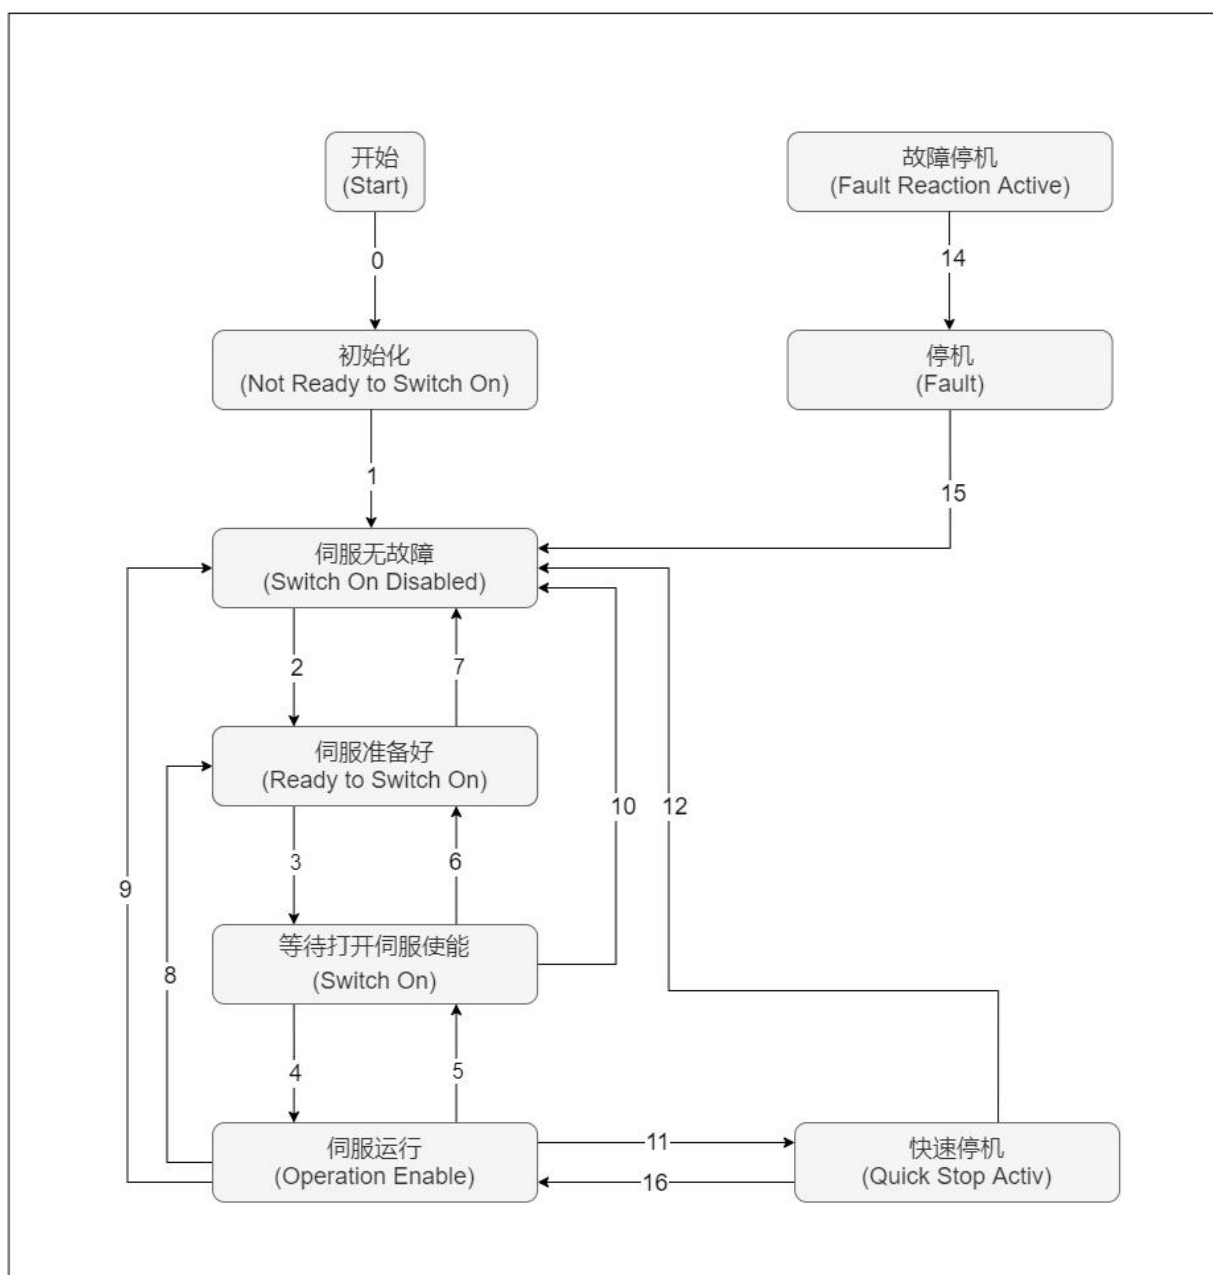 开始
(Start)
故障停机
(Fault Reaction Active)
0
14
初始化
(Not Ready to Switch On)
停机
(Fault)
1
15
伺服无故障
(Switch On Disabled)
2
7
伺服准备好
(Ready to Switch On)
10
12
3
6
9
等待打开伺服使能
(Switch On)
8
4
5
伺服运行
(Operation Enable)
11
16
快速停机
(Quick Stop Activ)